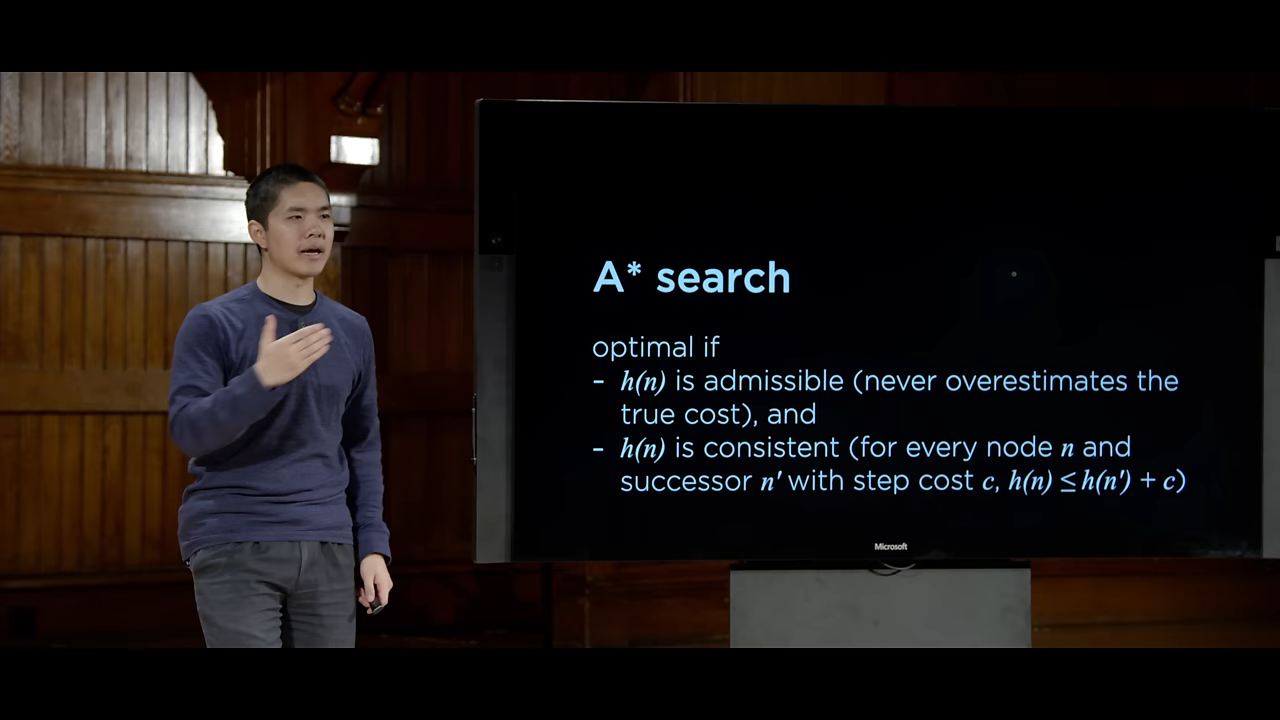 A* search
optimal if
- h(n) is admissible (never overestimates the
true cost), and
- h(n) is consistent (for every node n and
successor n' with step cost c, h(n) ≤ h(n') + c)
Microsoft